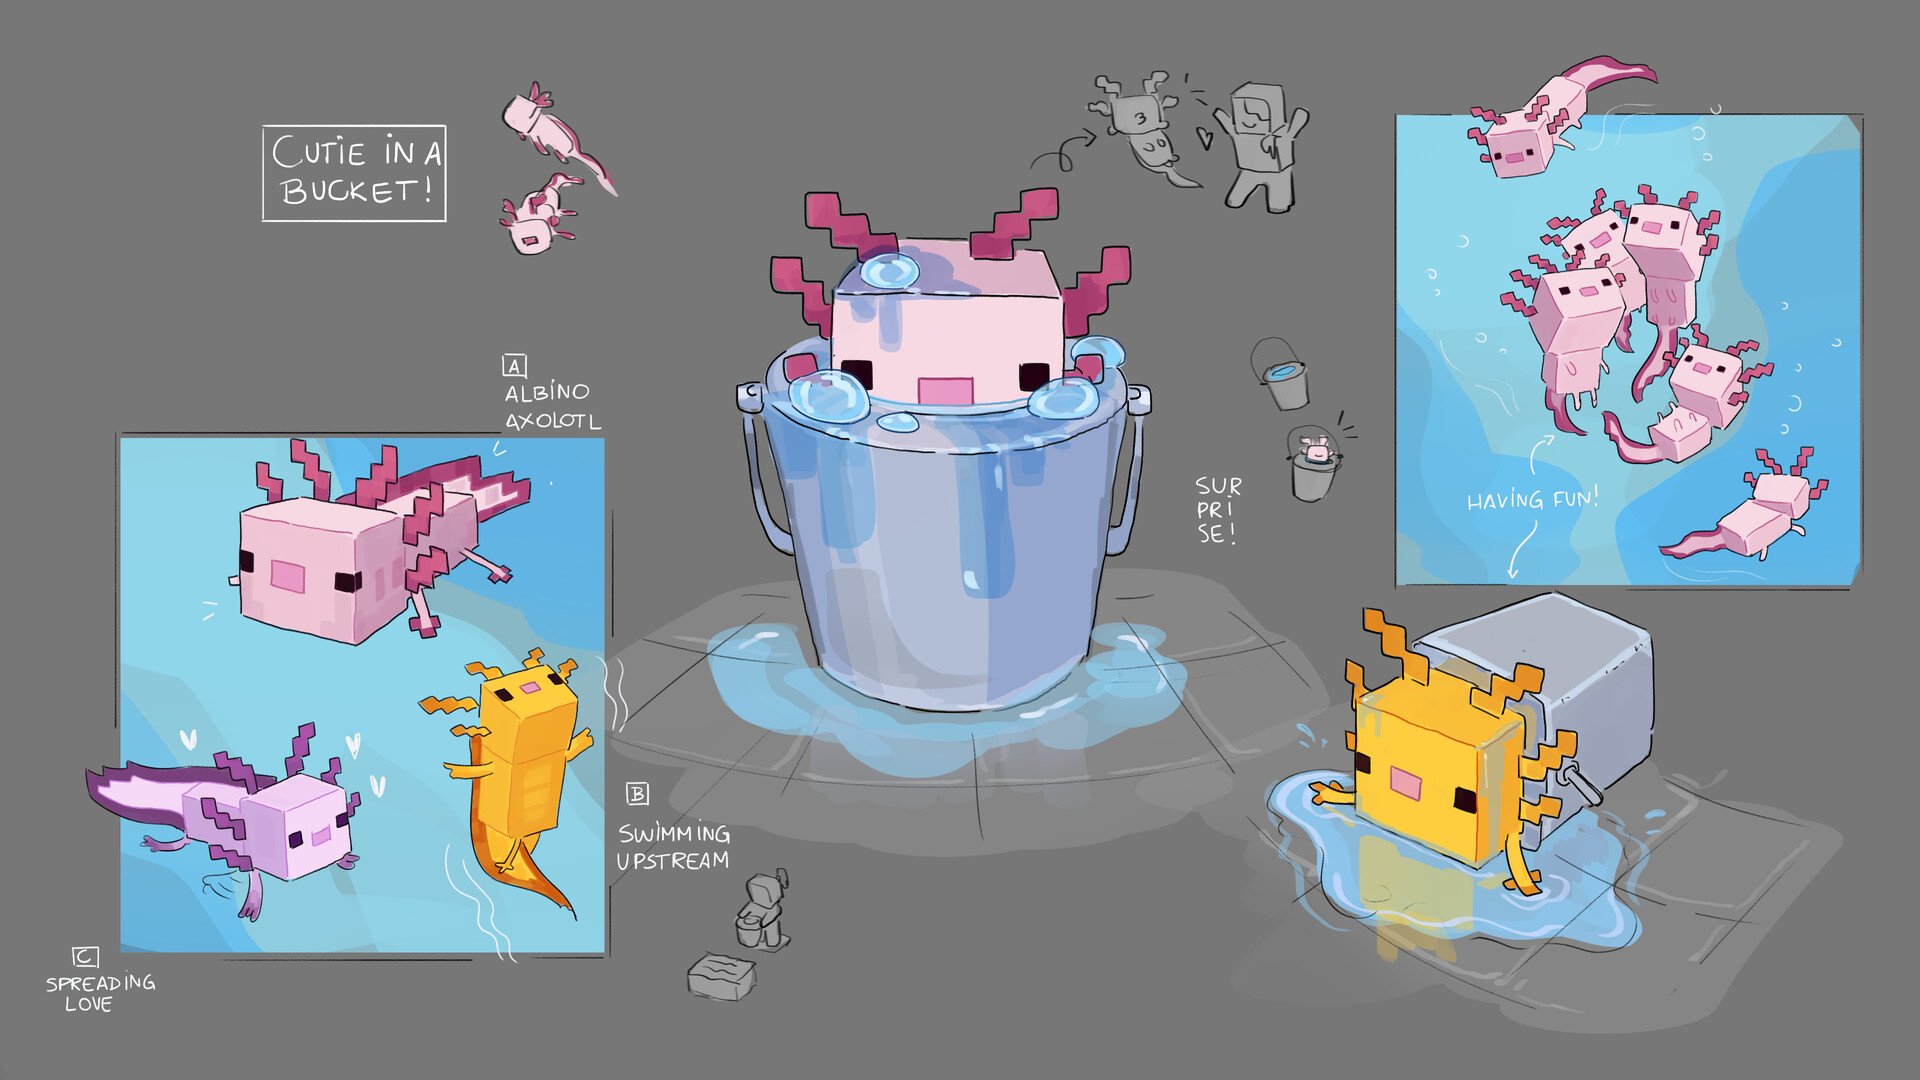 CUTIE IN A
BUCKET!
A
ALBINO
AXOLOTL
B
SWIMMING
UPSTREAM
C
SPREADING
LOVE
SUR
PRI
SE!
HAVING FUN!